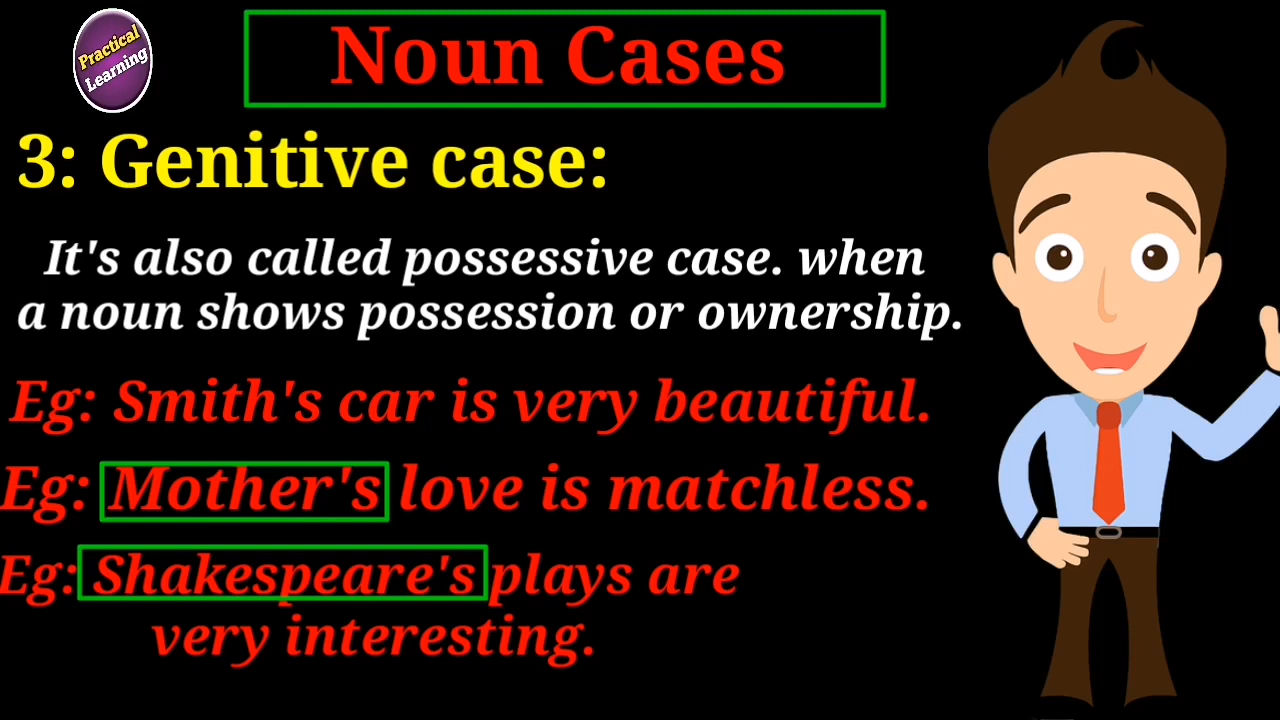 Practical
Learning
Noun Cases
3: Genitive case:
It's also called possessive case. when
a noun shows possession or ownership.
Eg: Smith's car is very beautiful.
Eg: Mother's love is matchless.
Eg: Shakespeare's plays are
very interesting.